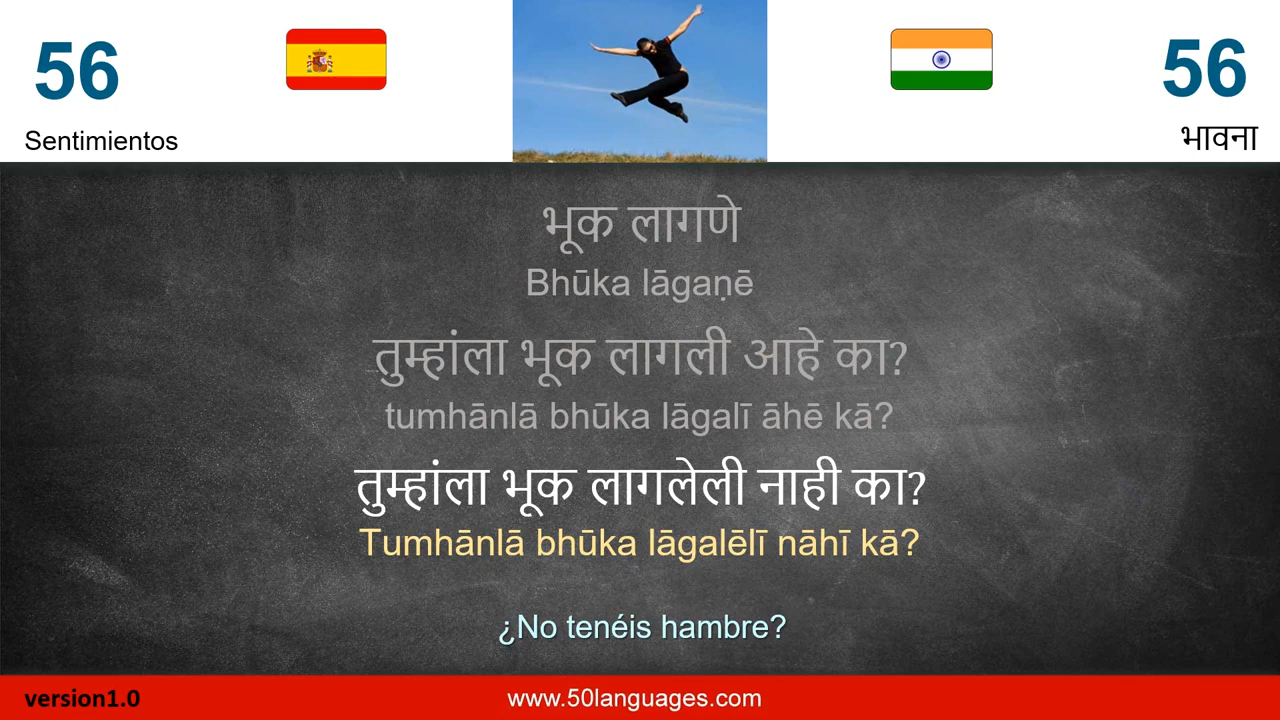 56
56
Sentimientos
भावना
भूक लागणे
Bhūka lāgaṇē
तुम्हांला भूक लागली आहे का?
tumhānlā bhūka lāgalī āhē kā?
तुम्हांला भूक लागलेली नाही का?
Tumhānlā bhūka lāgalēlī nāhī kā?
¿No tenéis hambre?
version1.0
www.50languages.com